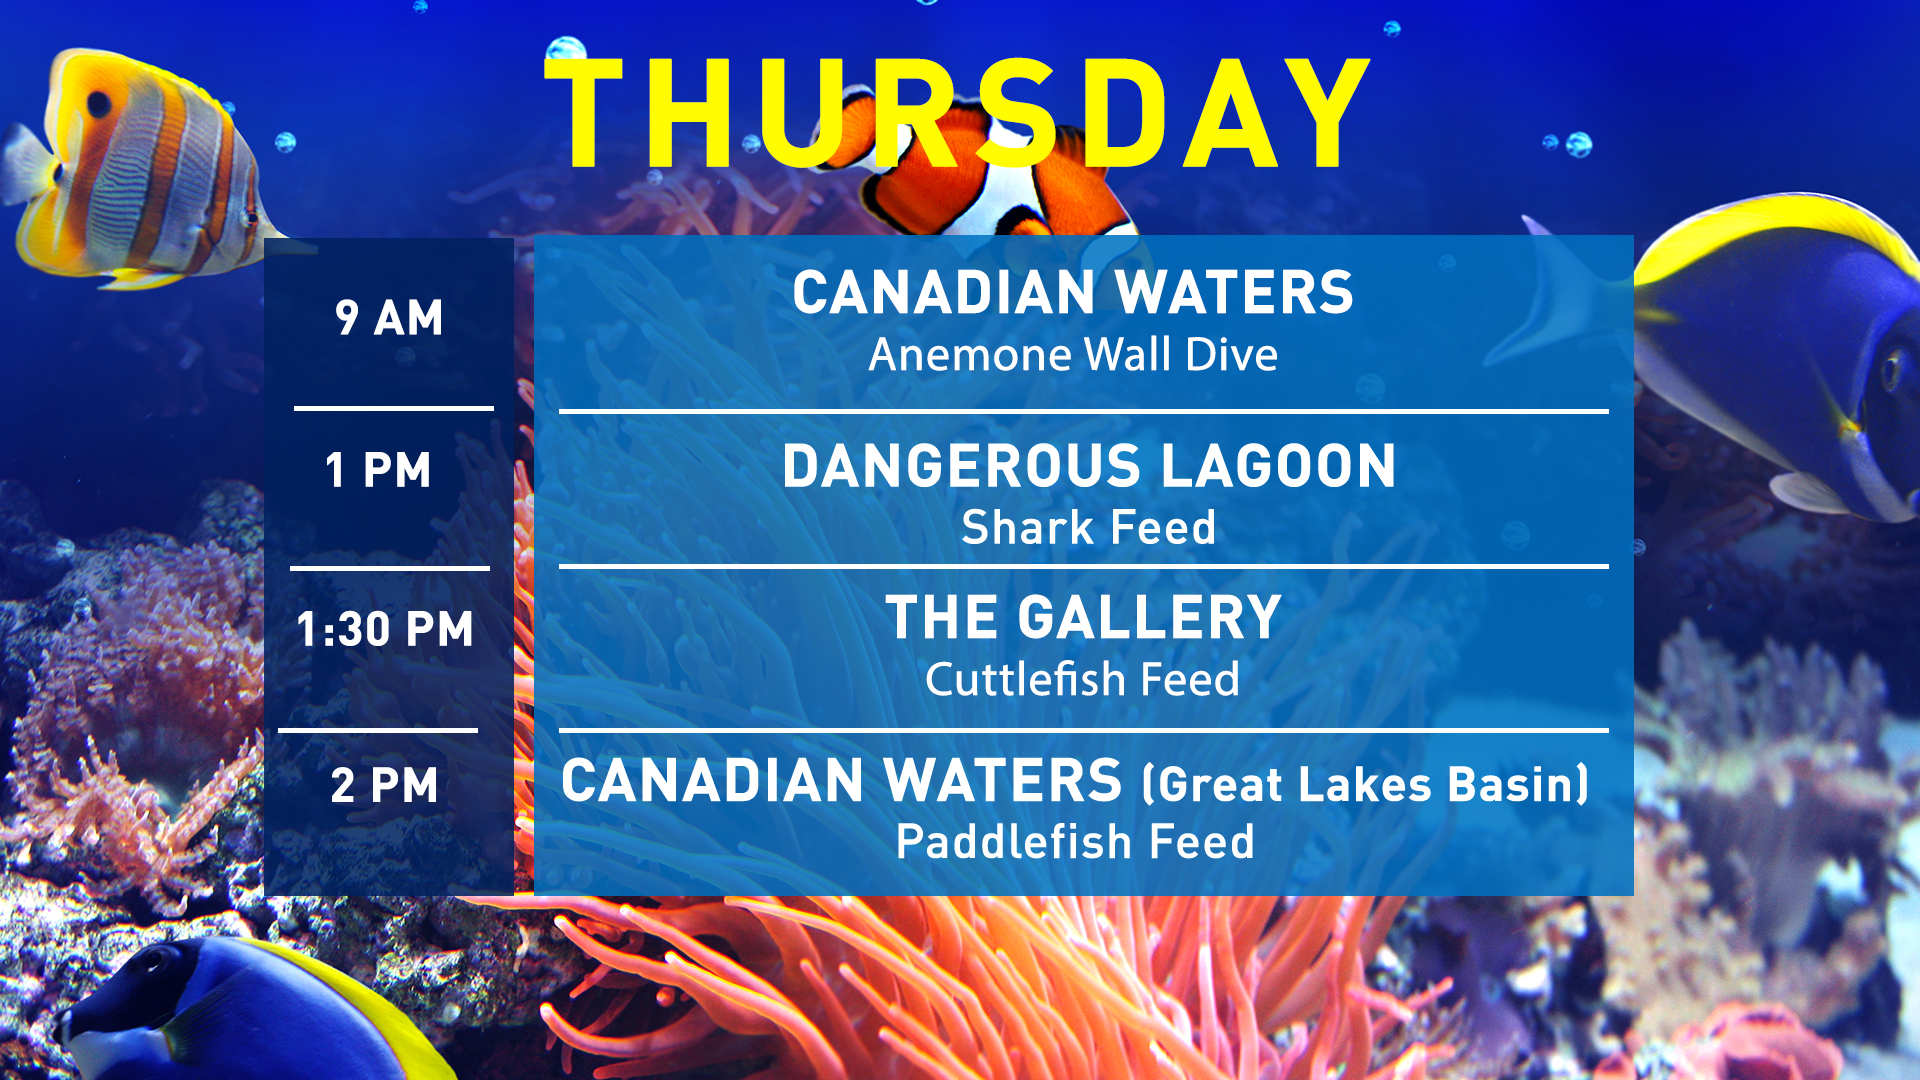 THURSDAY
9 AM
CANADIAN WATERS
Anemone Wall Dive
1 PM
DANGEROUS LAGOON
Shark Feed
1:30 PM
THE GALLERY
Cuttlefish Feed
2 PM
CANADIAN WATERS (Great Lakes Basin)
Paddlefish Feed